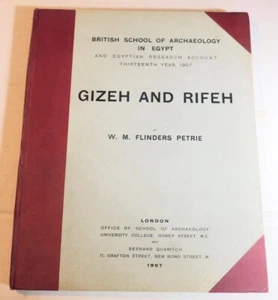 BRITISH SCHOOL OF ARCHAEOLOGY
IN EGYPT
AND EGYPTIAN RESEARCH ACCOUNT
THIRTEENTH YEAR, 1907
GIZEH AND RIFEH
W. M. FLINDERS PETRIE
LONDON
OFFICE OF SCHOOL OF ARCHAEOLOGY
UNIVERSITY COLLEGE, GOWER STREET, W.C.
AND
BERNARD QUARITCH
11, GRAFTON STREET, NEW BOND STREET, W.
1907